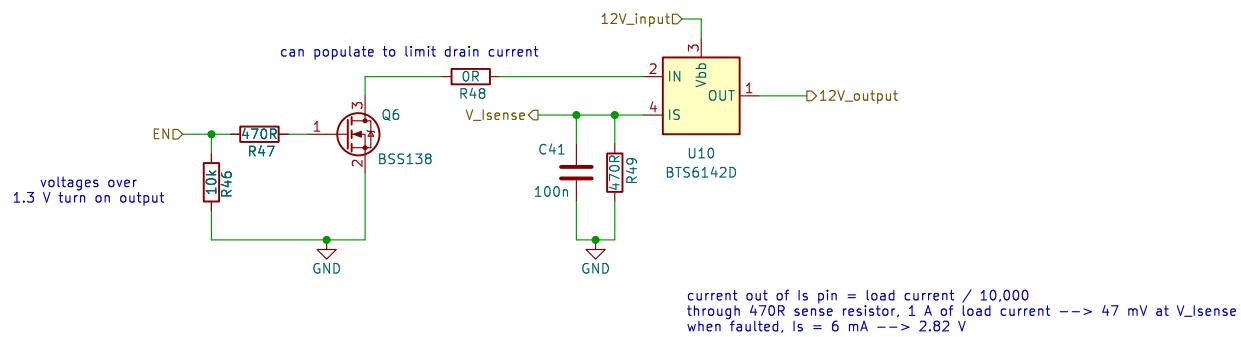 12V_input
can populate to limit drain current
3
Vbb
0R
R48
2
IN
OUT
1
12V_output
V_Isense
4
IS
3
Q6
EN
470R
R47
1
BSS138
2
C41
100n
470R
R49
U10
BTS6142D
10k
R46
voltages over
1.3 V turn on output
GND
GND
current out of Is pin = load current / 10,000
through 470R sense resistor, 1 A of load current --> 47 mV at V_Isense
when faulted, Is = 6 mA --> 2.82 V